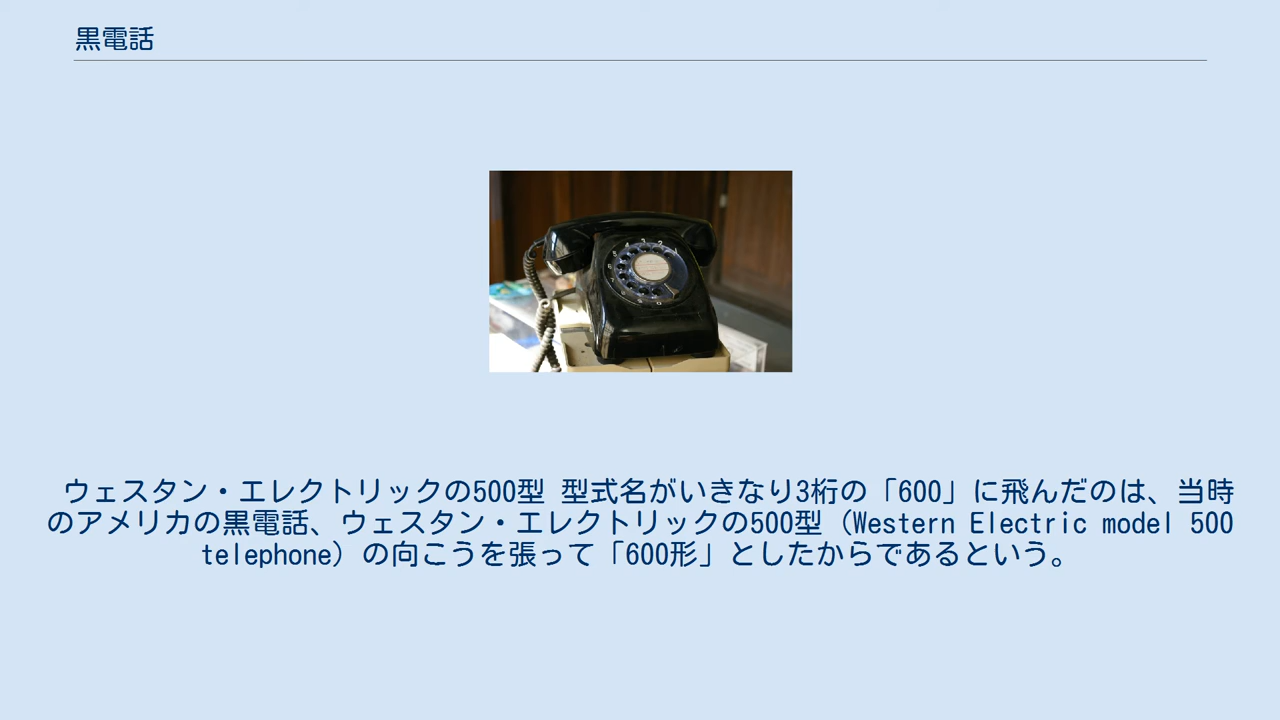 黒電話
ウェスタン・エレクトリックの500型 型式名がいきなり3桁の「600」に飛んだのは、当時
のアメリカの黒電話、ウェスタン・エレクトリックの500型（Western Electric model 500
telephone）の向こうを張って「600形」としたからであるという。